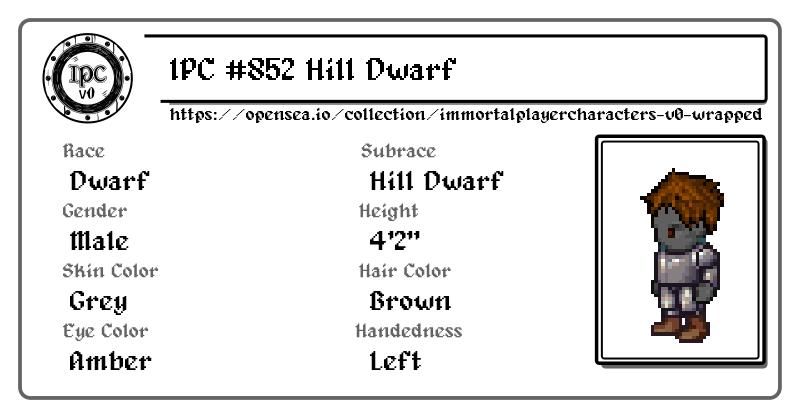 IPC
v0
1PC #852 Hill Dwarf
https://opensea.io/collection/immortalplayercharacters-v0-wrapped
Race
Dwarf
Subrace
Hill Dwarf
Gender
Male
Height
4'2"
Skin Color
Grey
Hair Color
Brown
Eye Color
Amber
Handedness
Left